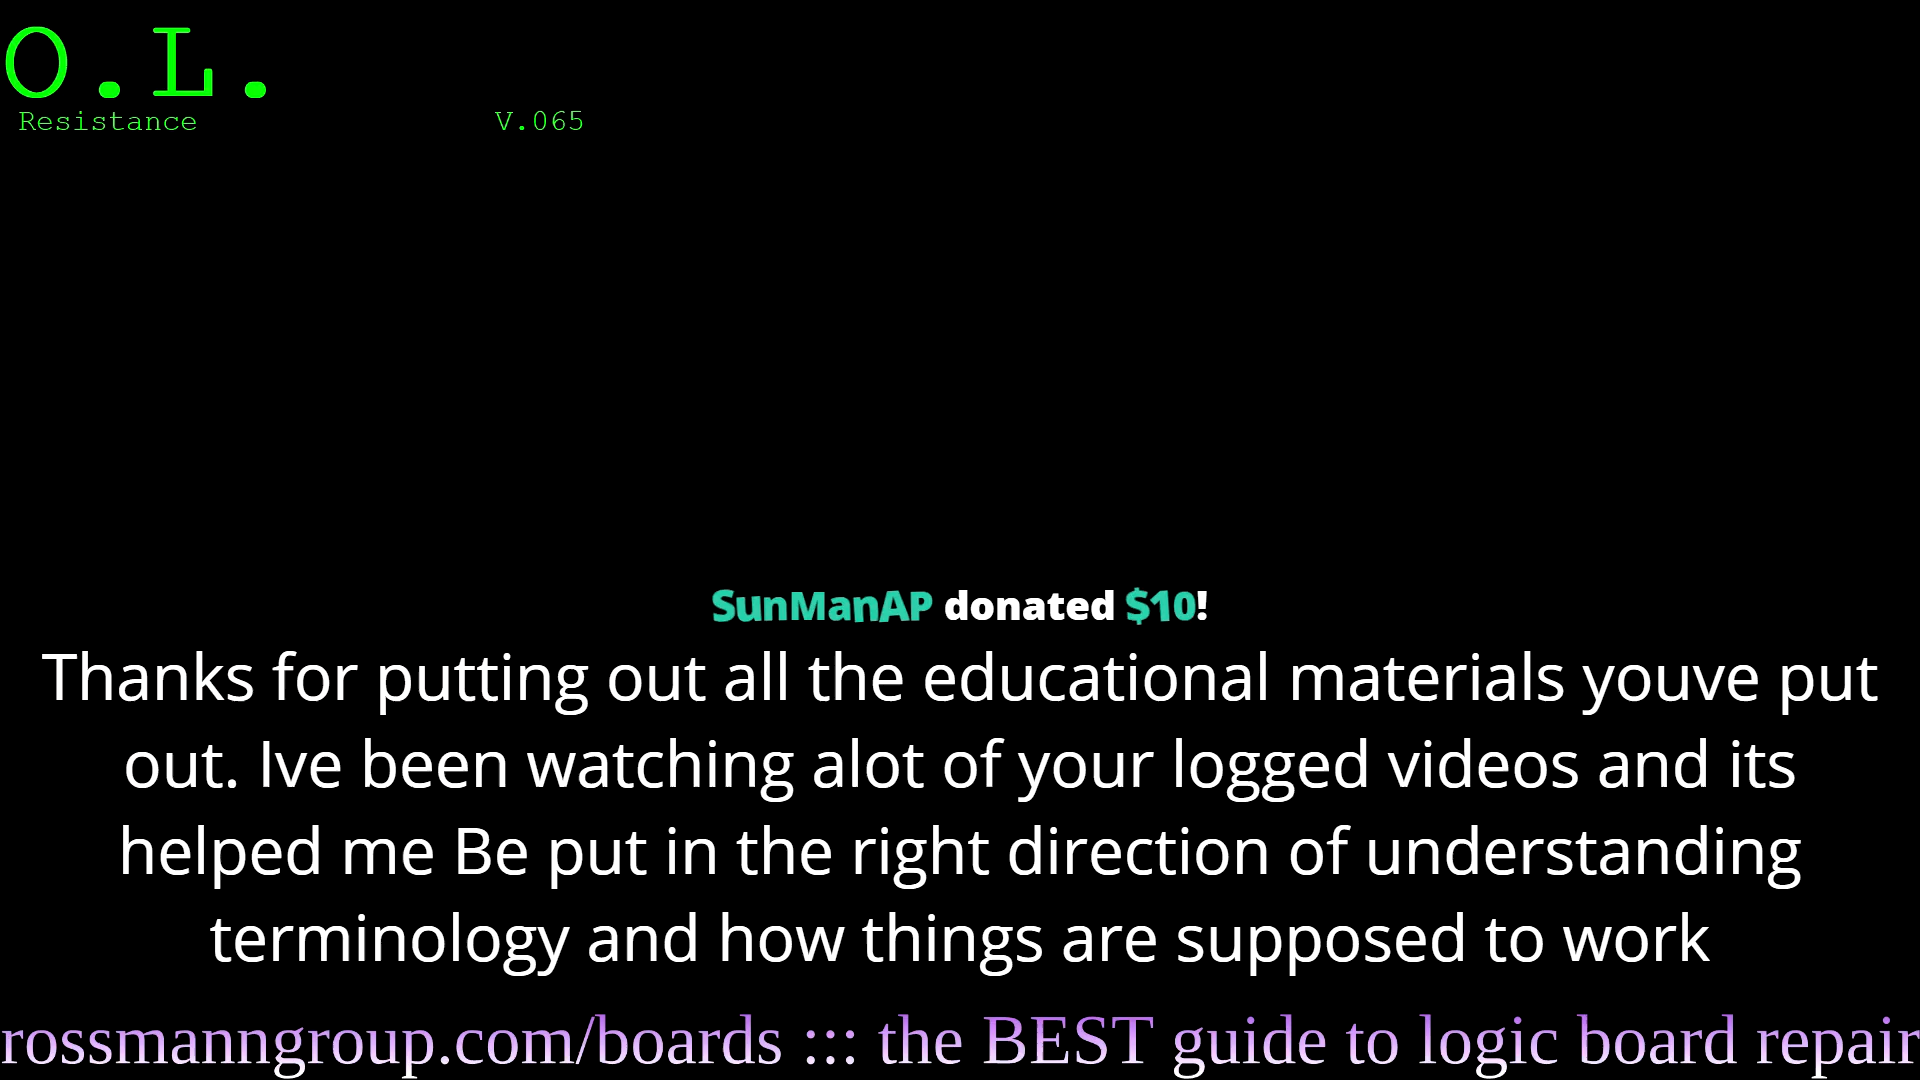 O.L.
Resistance V.065
SunManAP donated $10!
Thanks for putting out all the educational materials youve put
out. Ive been watching alot of your logged videos and its
helped me Be put in the right direction of understanding
terminology and how things are supposed to work
rossmanngroup.com/boards ::: the BEST guide to logic board repair